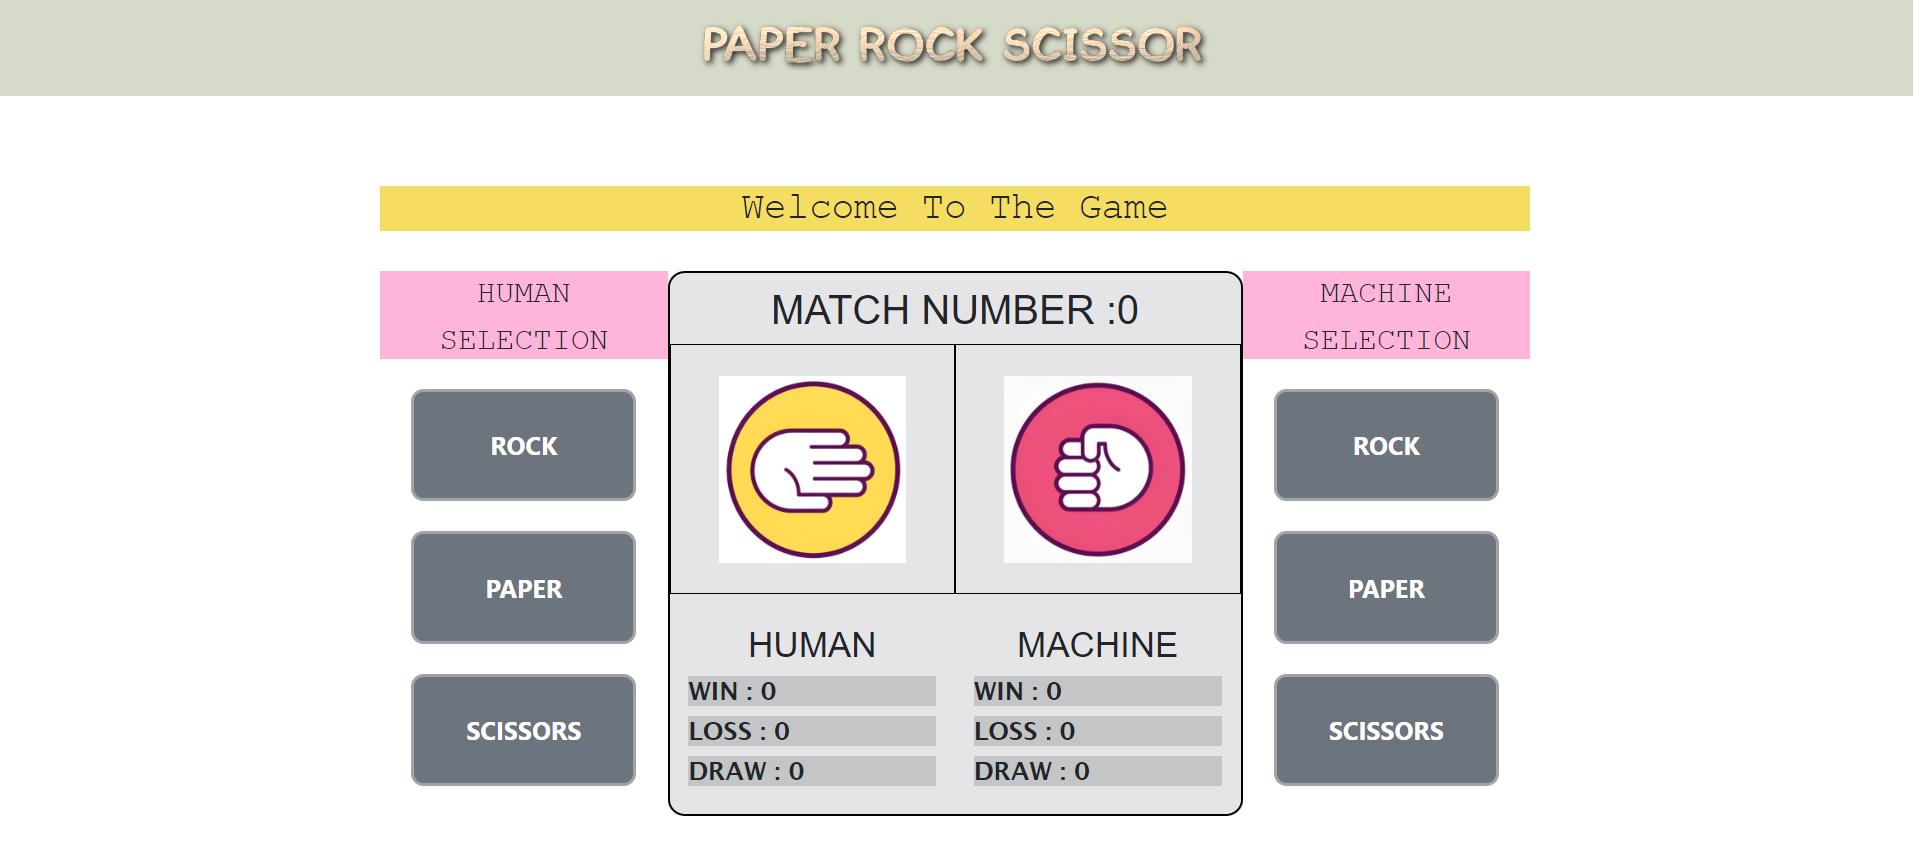 PAPER ROCK SCISSOR
Welcome To The Game
HUMAN
SELECTION
ROCK
PAPER
SCISSORS
MATCH NUMBER :0
HUMAN
WIN : 0
LOSS : 0
DRAW : 0
MACHINE
WIN : 0
LOSS : 0
DRAW : 0
MACHINE
SELECTION
ROCK
PAPER
SCISSORS